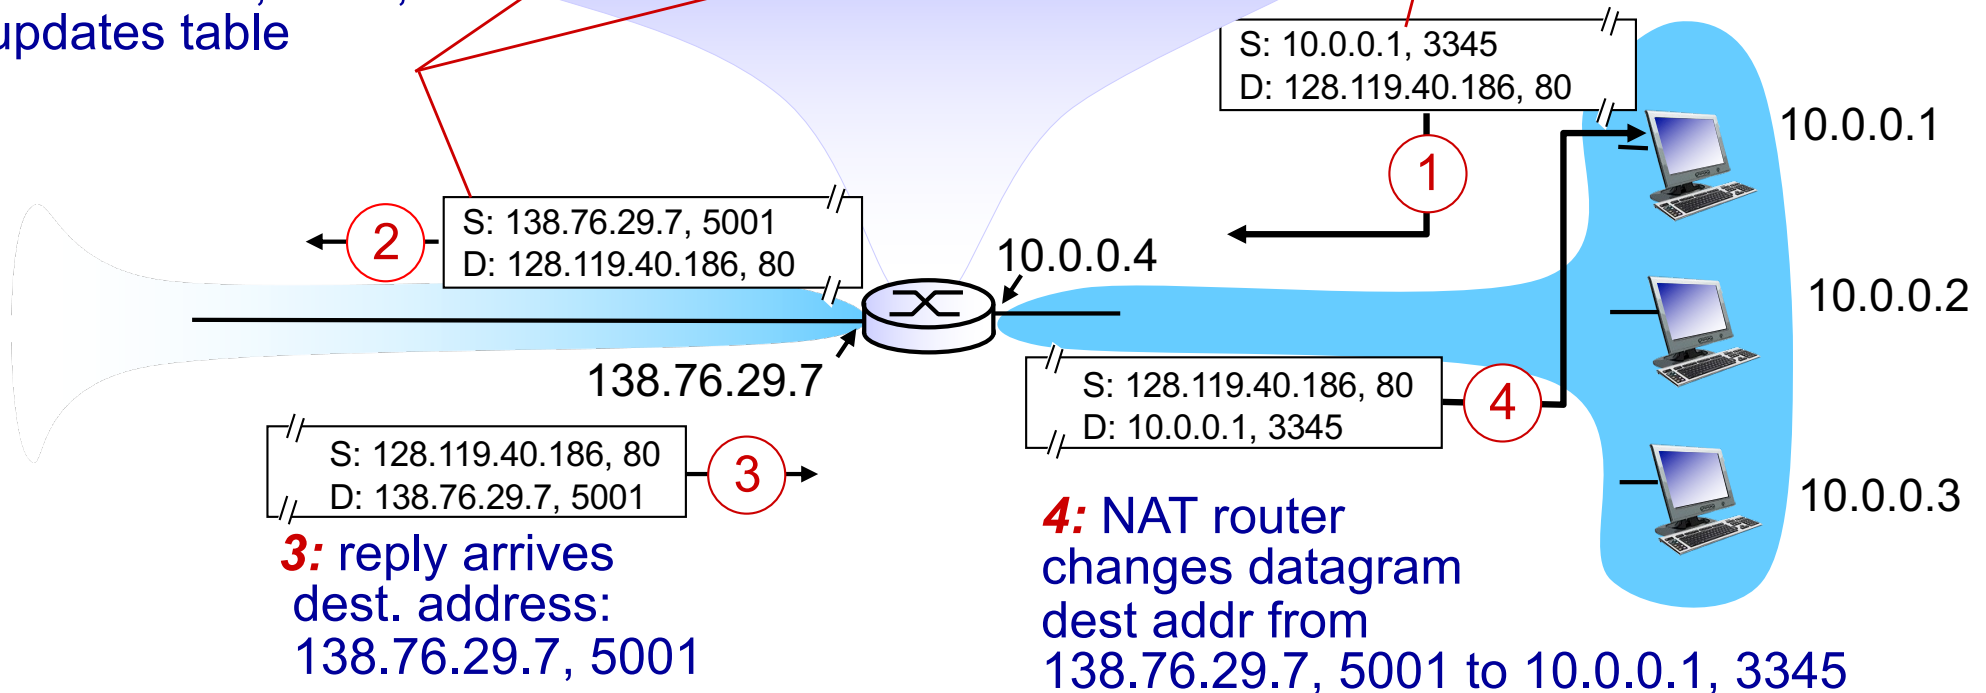 updates table
S: 10.0.0.1, 3345
D: 128.119.40.186, 80
10.0.0.1
1
S: 138.76.29.7, 5001
D: 128.119.40.186, 80
2
10.0.0.4
10.0.0.2
138.76.29.7
S: 128.119.40.186, 80
D: 10.0.0.1, 3345
4
S: 128.119.40.186, 80
D: 138.76.29.7, 5001
3
10.0.0.3
3: reply arrives
dest. address:
138.76.29.7, 5001
4: NAT router
changes datagram
dest addr from
138.76.29.7, 5001 to 10.0.0.1, 3345